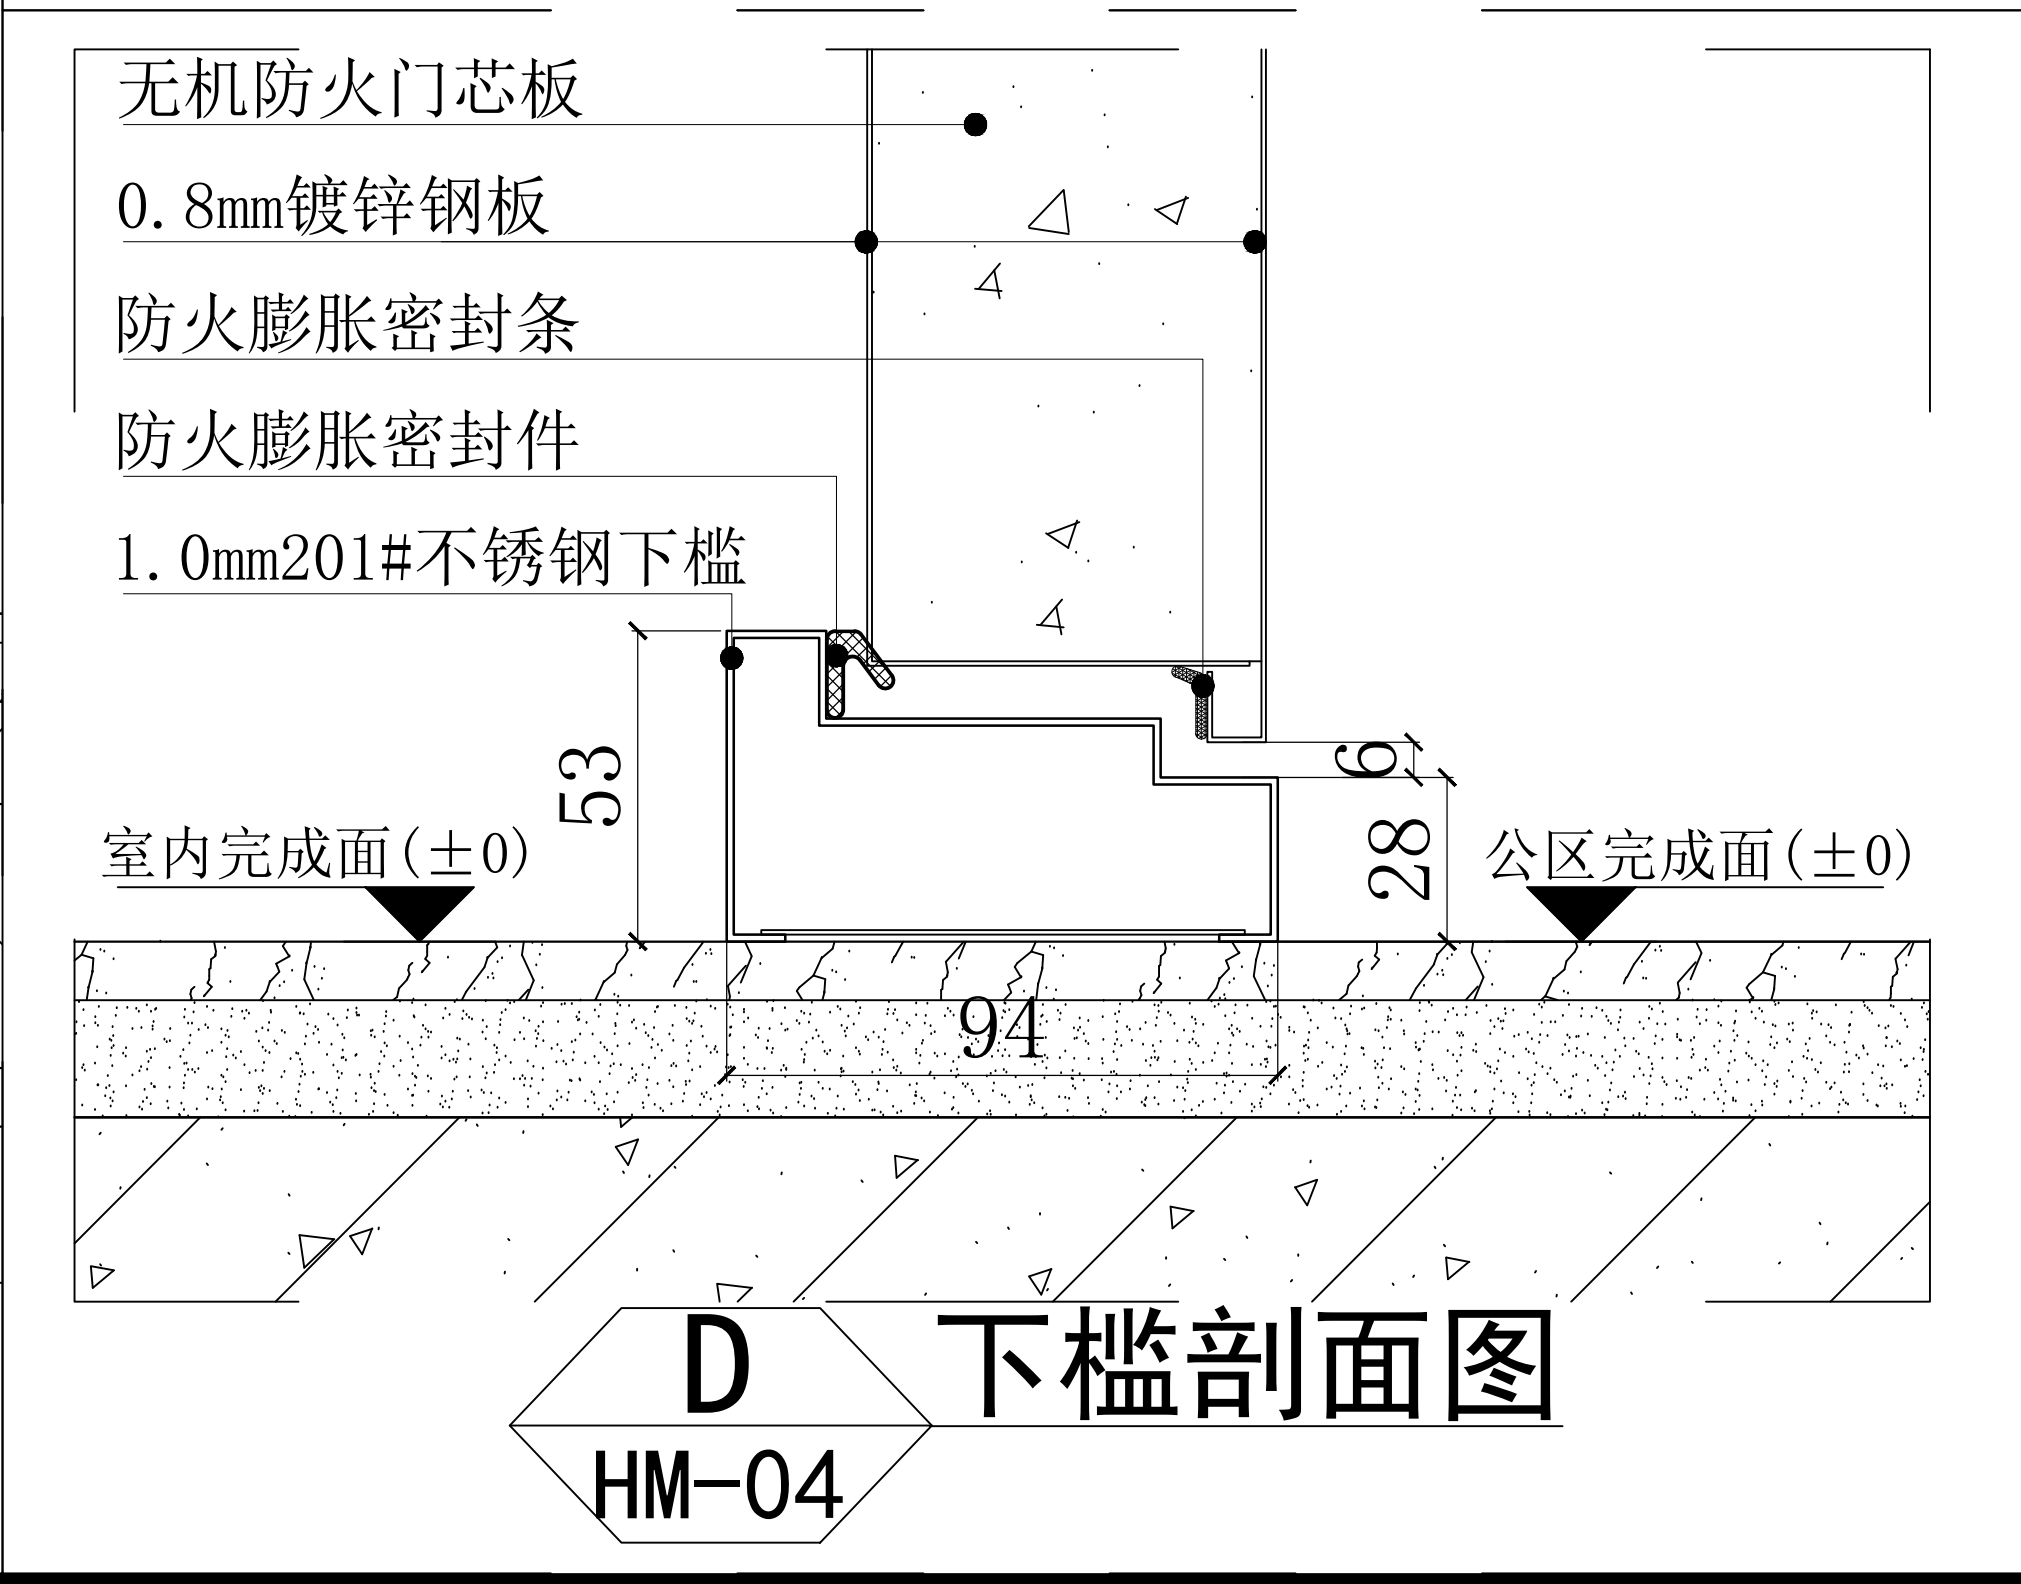 无机防火门芯板
0.8mm镀锌钢板
防火膨胀密封条
防火膨胀密封件
1.0mm201#不锈钢下槛
53
6
28
室内完成面(±0)
公区完成面(±0)
94
D
下槛剖面图
HM-04